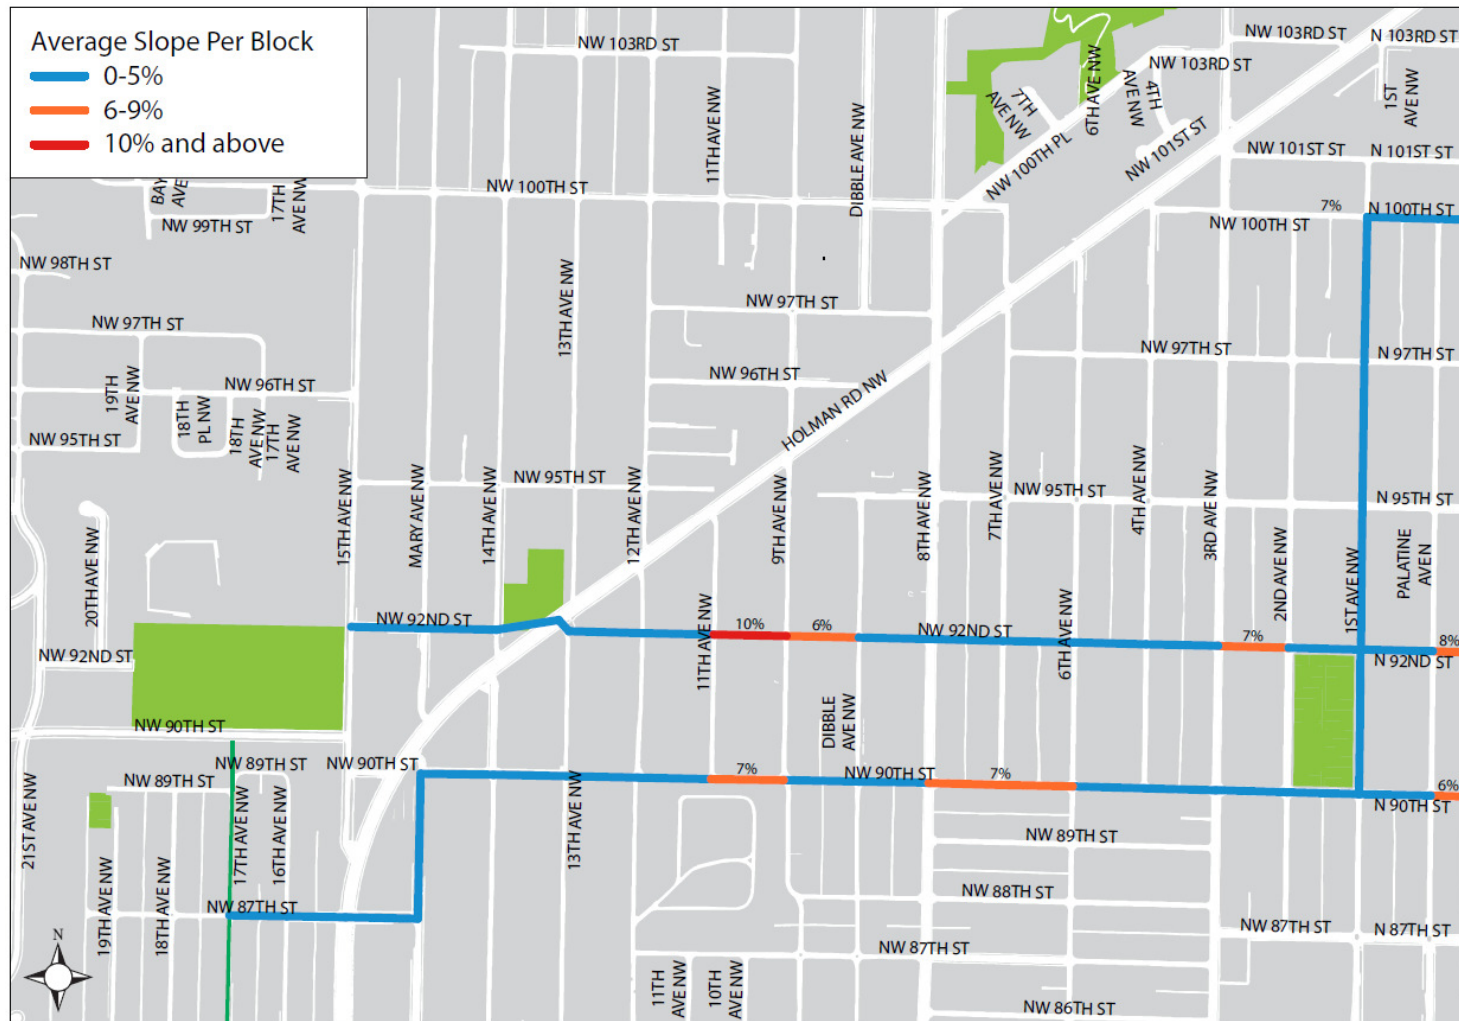 Average Slope Per Block
0-5%
6-9%
10% and above
NW 103RD ST
NW 103RD ST
N 103RD ST
NW 103RD ST
7TH
AVE NW
6TH AVE NW
4TH
AVE NW
1ST
AVE NW
11TH AVE NW
DIBBLE AVE NW
NW 100TH PL
NW 101ST ST
NW 101ST ST
N 101ST ST
BAY
AVE
17TH
AVE NW
NW 100TH ST
NW 99TH ST
7%
N 100TH ST
NW 100TH ST
NW 98TH ST
13TH AVE NW
NW 97TH ST
NW 97TH ST
NW 97TH ST
N 97TH ST
19TH
AVE NW
18TH
PL NW
NW 96TH ST
18TH
AVE NW
17TH
AVE NW
NW 96TH ST
HOLMAN RD NW
NW 95TH ST
NW 95TH ST
NW 95TH ST
N 95TH ST
15TH AVE NW
MARY AVE NW
14TH AVE NW
12TH AVE NW
9TH AVE NW
8TH AVE NW
7TH AVE NW
4TH AVE NW
3RD AVE NW
2ND AVE NW
1ST AVE NW
PALATINE
AVE N
20TH AVE NW
NW 92ND ST
11TH AVE NW
10%
6%
NW 92ND ST
6TH AVE NW
7%
8%
NW 92ND ST
N 92ND ST
NW 90TH ST
DIBBLE
AVE NW
NW 89TH ST
NW 90TH ST
7%
NW 90TH ST
7%
6%
NW 89TH ST
N 90TH ST
21ST AVE NW
17TH AVE NW
16TH AVE NW
13TH AVE NW
NW 89TH ST
19TH AVE NW
18TH AVE NW
NW 87TH ST
NW 88TH ST
NW 87TH ST
N 87TH ST
NW 87TH ST
N
11TH
AVE NW
10TH
AVE NW
NW 86TH ST